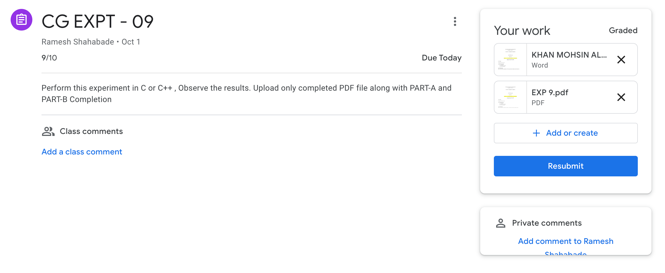 CG EXPT - 09
Ramesh Shahabade • Oct 1
9/10
Due Today
Perform this experiment in C or C++ , Observe the results. Upload only completed PDF file along with PART-A and
PART-B Completion
Class comments
Add a class comment
Your work
Graded
KHAN MOHSIN AL...
Word
EXP 9.pdf
PDF
+ Add or create
Resubmit
Private comments
Add comment to Ramesh
Shahabade